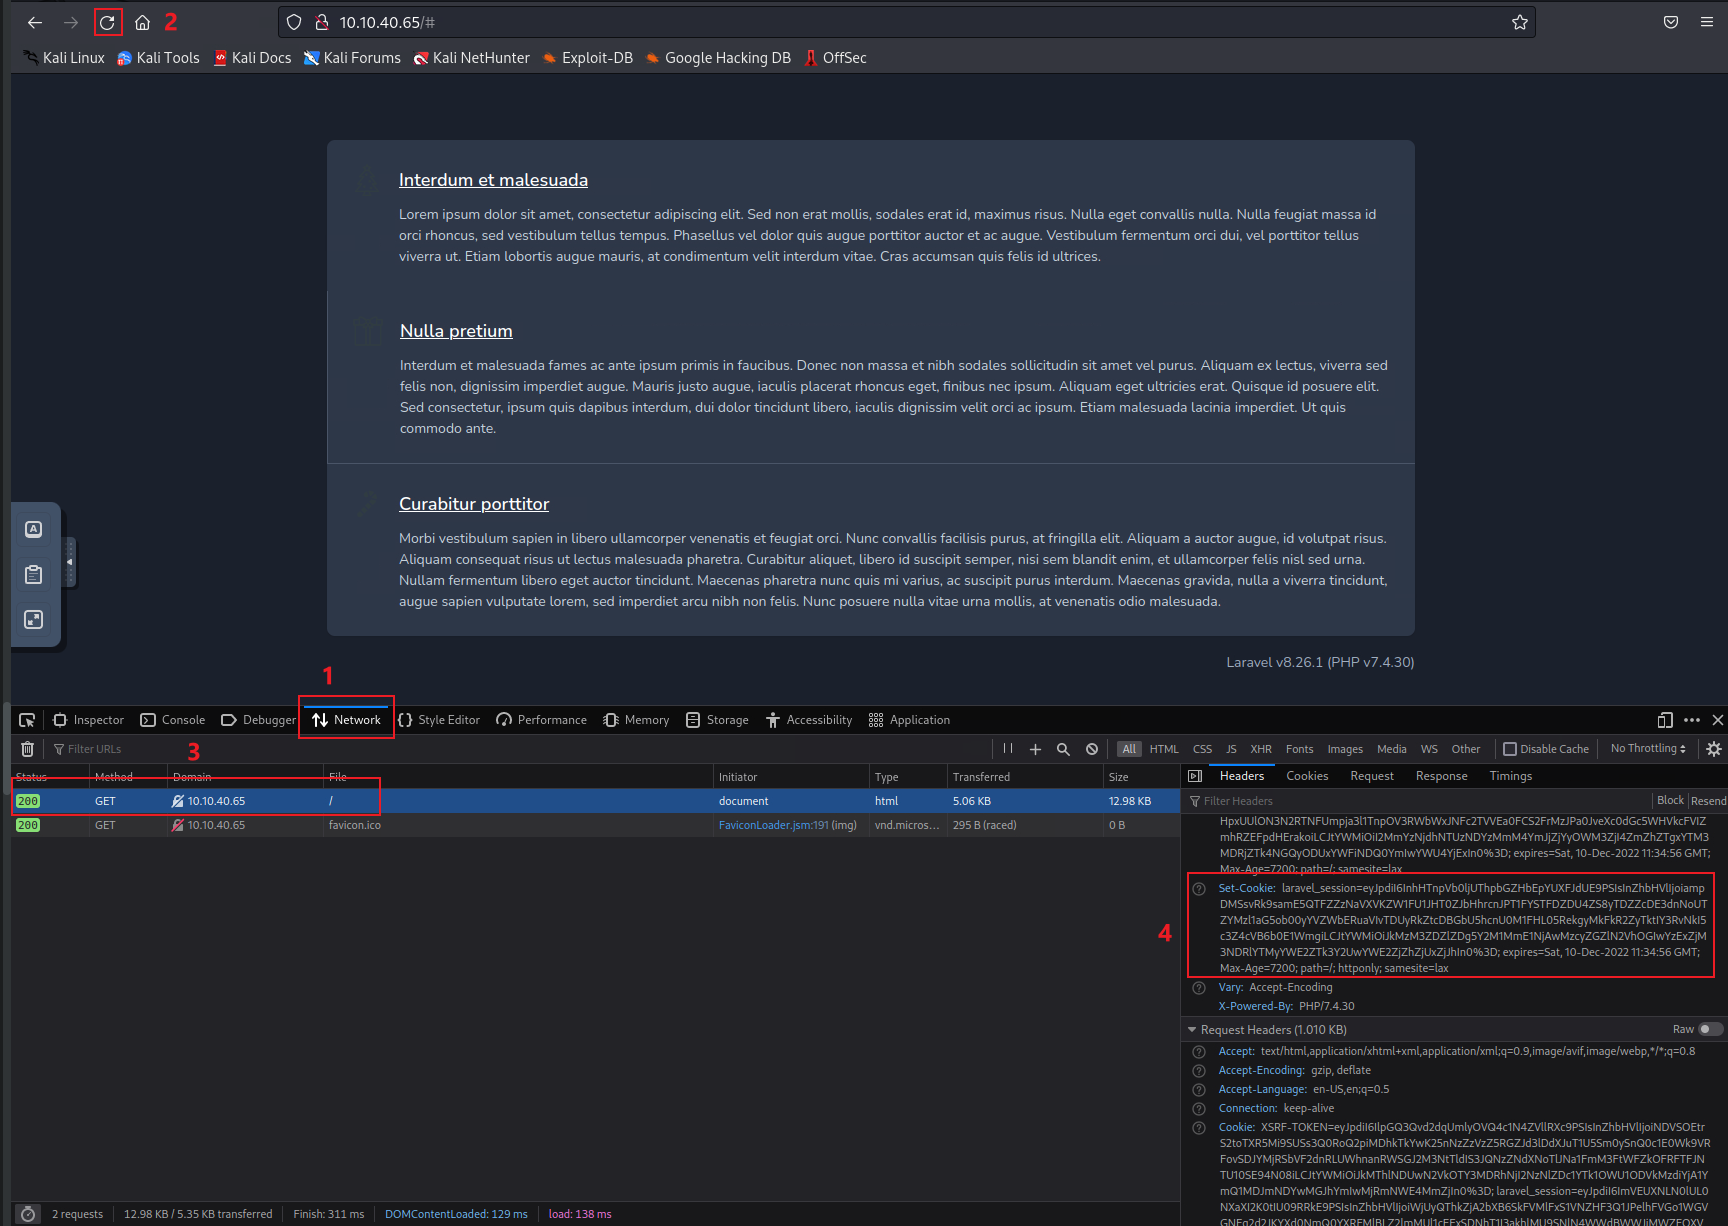 2
10.10.40.65/#
Kali Linux Kali Tools Kali Docs Kali Forums Kali NetHunter Exploit-DB Google Hacking DB OffSec
Interdum et malesuada
Lorem ipsum dolor sit amet, consectetur adipiscing elit. Sed non erat mollis, sodales erat id, maximus risus. Nulla eget convallis nulla. Nulla feugiat massa id
orci rhoncus, sed vestibulum tellus tempus. Phasellus vel dolor quis augue porttitor auctor et ac augue. Vestibulum fermentum orci dui, vel porttitor tellus
viverra ut. Etiam lobortis augue mauris, at condimentum velit interdum vitae. Cras accumsan quis felis id ultrices.
Nulla pretium
Interdum et malesuada fames ac ante ipsum primis in faucibus. Donec non massa et nibh sodales sollicitudin sit amet vel purus. Aliquam ex lectus, viverra sed
felis non, dignissim imperdiet augue. Mauris justo augue, iaculis placerat rhoncus eget, finibus nec ipsum. Aliquam eget ultricies erat. Quisque id posuere elit.
Sed consectetur, ipsum quis dapibus interdum, dui dolor tincidunt libero, iaculis dignissim velit orci ac ipsum. Etiam malesuada lacinia imperdiet. Ut quis
commodo ante.
Curabitur porttitor
Morbi vestibulum sapien in libero ullamcorper venenatis et feugiat orci. Nunc convallis facilisis purus, at fringilla elit. Aliquam a auctor augue, id volutpat risus.
Aliquam consequat risus ut lectus malesuada pharetra. Curabitur aliquet, libero id suscipit semper, nisi sem blandit enim, et ullamcorper felis nisl sed urna.
Nullam fermentum libero eget auctor tincidunt. Maecenas pharetra nunc quis mi varius, ac suscipit purus interdum. Maecenas gravida, nulla a viverra tincidunt,
augue sapien vulputate lorem, sed imperdiet arcu nibh non felis. Nunc posuere nulla vitae urna mollis, at venenatis odio malesuada.
Laravel v8.26.1 (PHP v7.4.30)
1
Inspector Console Debugger Network Style Editor Performance Memory Storage Accessibility Application
Filter URLs
3
All HTML CSS JS XHR Fonts Images Media WS Other Disable Cache No Throttling
Status Method Domain File Initiator Type Transferred Size
200 GET 10.10.40.65 / document html 5.06 KB 12.98 KB
200 GET 10.10.40.65 favicon.ico FaviconLoader.jsm:191 (img) vnd.micros... 295 B (raced) 0 B
Headers Cookies Request Response Timings
Filter Headers Block Resend
expires=Sat, 10-Dec-2022 11:34:56 GMT;
Max-Age=7200; path=/; samesite=lax
4
Set-Cookie:
expires=Sat, 10-Dec-2022 11:34:56 GMT;
Max-Age=7200; path=/; httponly; samesite=lax
Vary: Accept-Encoding
X-Powered-By: PHP/7.4.30
Request Headers (1.010 KB) Raw
Accept: text/html,application/xhtml+xml,application/xml;q=0.9,image/avif,image/webp,*/*;q=0.8
Accept-Encoding: gzip, deflate
Accept-Language: en-US,en;q=0.5
Connection: keep-alive
Cookie:
2 requests 12.98 KB / 5.35 KB transferred Finish: 311 ms DOMContentLoaded: 129 ms load: 138 ms